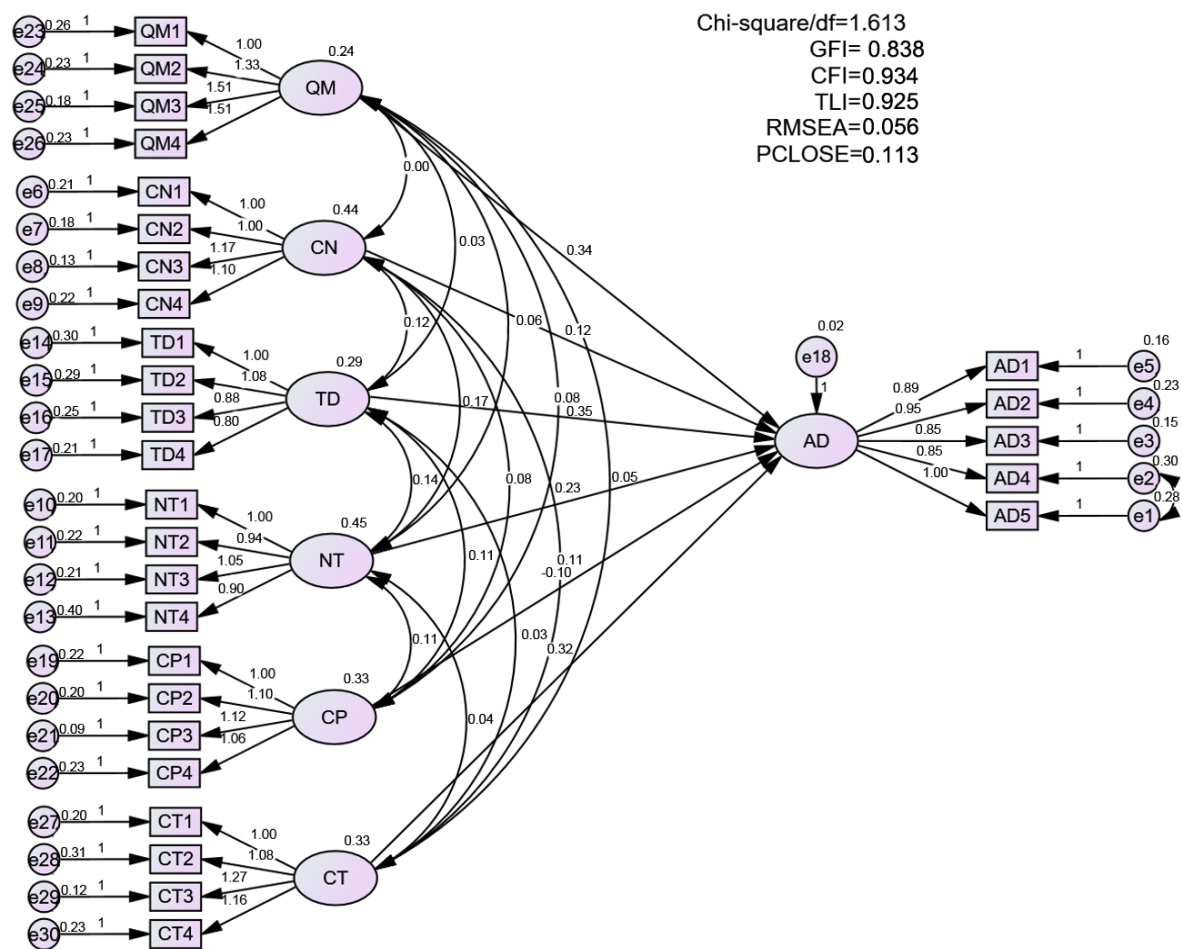 Chi-square/df=1.613
GFI= 0.838
CFI=0.934
TLI=0.925
RMSEA=0.056
PCLOSE=0.113
e23 0.26 1 QM1
e24 0.23 1 QM2
e25 0.18 1 QM3
e26 0.23 1 QM4
1.00
1.33
1.51
1.51
0.24
QM
e6 0.21 1 CN1
e7 0.18 1 CN2
e8 0.13 1 CN3
e9 0.22 1 CN4
1.00
1.00
1.17
1.10
0.44
CN
e14 0.30 1 TD1
e15 0.29 1 TD2
e16 0.25 1 TD3
e17 0.21 1 TD4
1.00
1.08
0.88
0.80
0.29
TD
e10 0.20 1 NT1
e11 0.22 1 NT2
e12 0.21 1 NT3
e13 0.40 1 NT4
1.00
0.94
1.05
0.90
0.45
NT
e19 0.22 1 CP1
e20 0.20 1 CP2
e21 0.09 1 CP3
e22 0.23 1 CP4
1.00
1.10
1.12
1.06
0.33
CP
e27 0.20 1 CT1
e28 0.31 1 CT2
e29 0.12 1 CT3
e30 0.23 1 CT4
1.00
1.08
1.27
1.16
0.33
CT
0.00
0.03
0.34
0.12
0.06 0.12
0.17 0.08
0.35
0.14 0.08 0.23 0.05
0.11 0.11
-0.10
0.11 0.03 0.32
0.04
0.02
e18
1
AD
0.89
0.95
0.85
0.85
1.00
AD1 1 e5 0.16
AD2 1 e4 0.23
AD3 1 e3 0.15
AD4 1 e2 0.30
AD5 1 e1 0.28